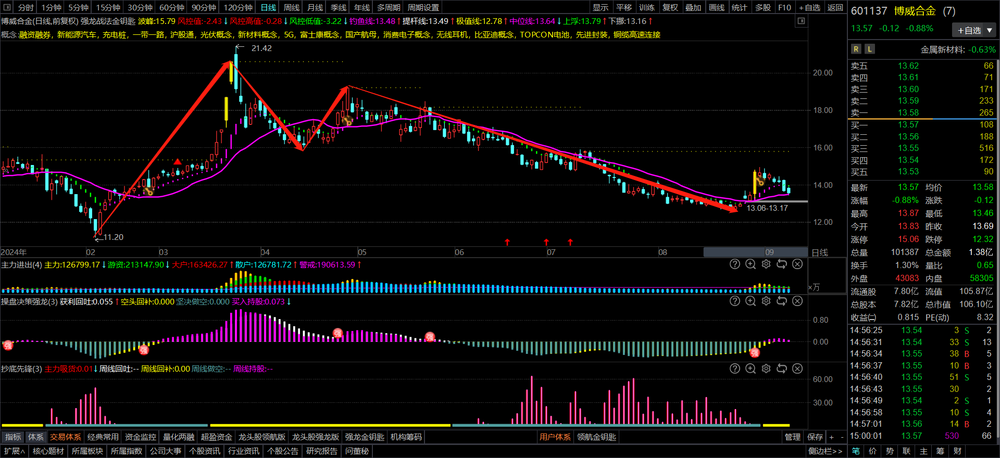 分时 1分钟 5分钟 15分钟 30分钟 60分钟 90分钟 120分钟 日线 周线 月线 季线 年线 多周期 周期设置 显示 平移 训练 复权 叠加 画线 统计 多股 F10 +自选 返回
博威合金(日线,前复权) 强龙战法金钥匙 波峰:15.79 风控值:-2.43↓风控高值:-0.28↓风控低值:-3.22↓钓鱼线:13.48↑提杆线:13.49↑极值线:12.78↑中位线:13.64↓上浮:13.79↑下挪:13.16↑
概念:融资融券，新能源汽车，充电桩，一带一路，沪股通，光伏概念，新材料概念，5G，富士康概念，国产航母，消费电子概念，无线耳机，比亚迪概念，TOPCON电池，先进封装，铜缆高速连接
21.42
20.00
18.00
16.00
14.00
13.06-13.17
12.00
11.20
2024年 02 03 04 05 06 07 08 09 日线
主力进出(4) 主力:126799.17↓游资:213147.90↓大户:163426.27↑散户:126781.72↑警戒:190613.59↑
×万
操盘决策强龙(3) 获利回吐:0.055↑空头回补:0.000 坚决做空:0.000 买入持股:0.073↓
0.80
强 强 强 强 强
0.00
抄底先锋(3) 主力吸货:0.01↓周线回吐:-- 周线回补:0.00 周线做空:-- 周线持股:--
60.00
30.00
指标 体系 交易体系 经典常用 资金监控 量化两融 超盈资金 龙头股领航版 龙头股强龙版 强龙金钥匙 机构筹码 用户体系 领航金钥匙 管理 保存 + -
扩展∧ 核心题材 所属板块 所属指数 公司大事 个股资讯 行业资讯 个股公告 研究报告 问董秘 侧边栏>>
601137 博威合金 (7)
13.57 -0.12 -0.88%
+自选 ▼
R L 金属新材料: -0.63%
卖五 13.62 66
卖四 13.61 71
卖三 13.60 171
卖二 13.59 233
卖一 13.58 265
买一 13.57 108
买二 13.56 188
买三 13.55 516
买四 13.54 172
买五 13.53 90
最新 13.57 均价 13.58
涨幅 -0.88% 涨跌 -0.12
最高 13.87 最低 13.46
今开 13.83 昨收 13.69
涨停 15.06 跌停 12.32
总量 101387 总金额 1.38亿
换手 1.30% 量比 0.65
外盘 43083 内盘 58305
流通股 7.80亿 流值 105.87亿
总股本 7.82亿 总市值 106.10亿
收益㈡ 0.815 PE(动) 8.32
14:56:25 13.54 3 S 2
14:56:31 13.54 33 S 13
14:56:34 13.55 38 B 5
14:56:37 13.55 10 B 3
14:56:40 13.55 51 S 5
14:56:43 13.55 30 2
14:56:49 13.54 2 S 1
14:56:58 13.55 10 S 4
14:57:01 13.56 14 B 2
15:00:01 13.57 530 66
笔 价 势 联 主 筹 财